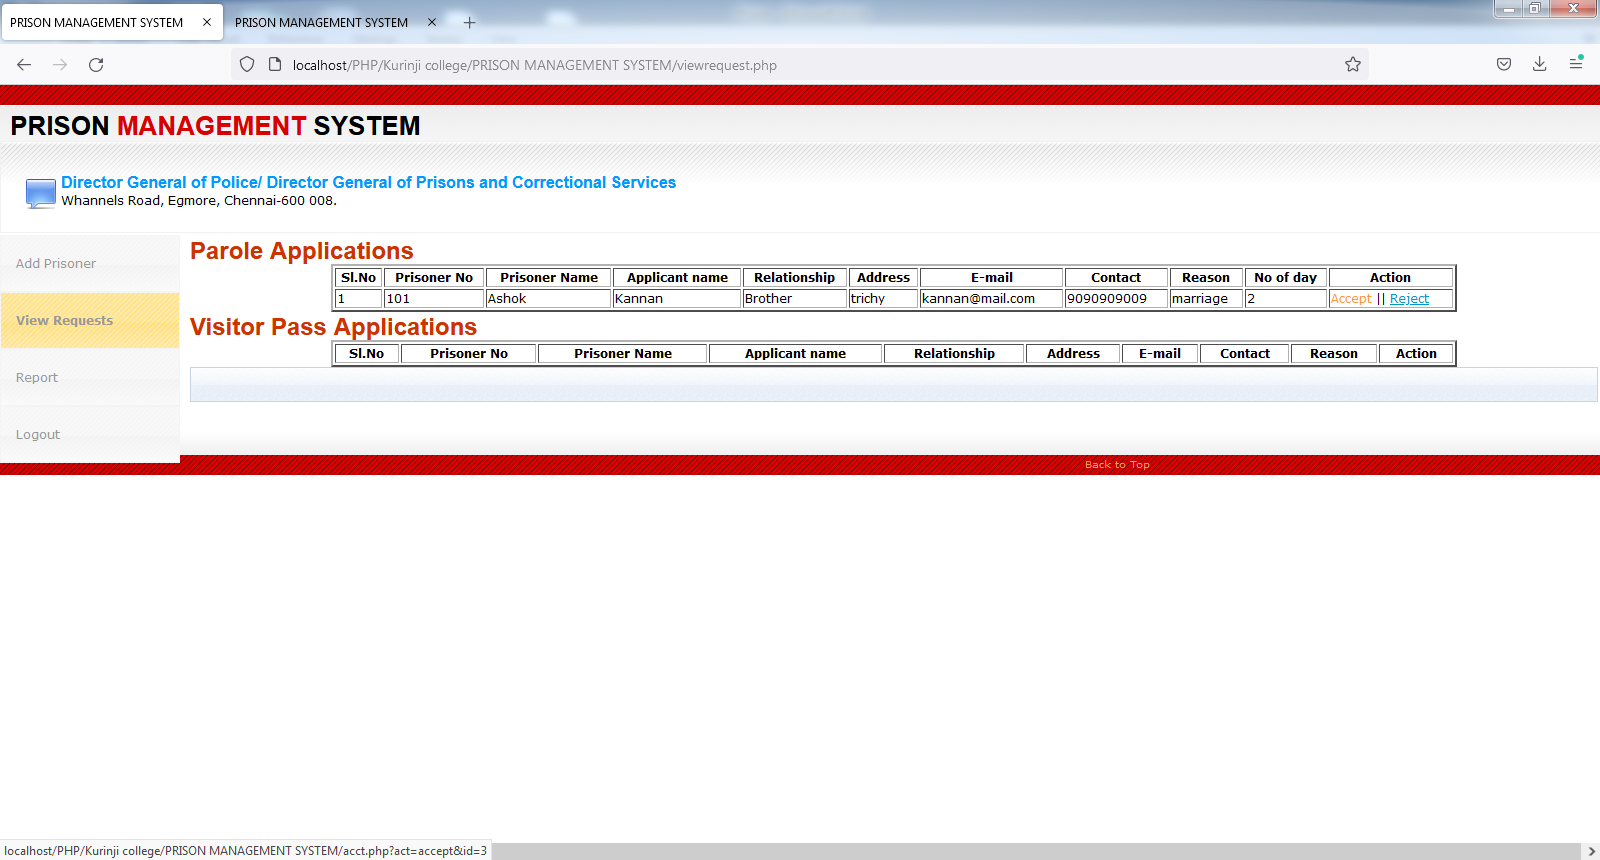 PRISON MANAGEMENT SYSTEM PRISON MANAGEMENT SYSTEM
localhost/PHP/Kurinji college/PRISON MANAGEMENT SYSTEM/viewrequest.php
PRISON MANAGEMENT SYSTEM
Director General of Police/ Director General of Prisons and Correctional Services
Whannels Road, Egmore, Chennai-600 008.
Add Prisoner
View Requests
Report
Logout
Parole Applications
Sl.No Prisoner No Prisoner Name Applicant name Relationship Address E-mail Contact Reason No of day Action
1 101 Ashok Kannan Brother trichy kannan@mail.com 9090909009 marriage 2 Accept || Reject
Visitor Pass Applications
Sl.No Prisoner No Prisoner Name Applicant name Relationship Address E-mail Contact Reason Action
Back to Top
localhost/PHP/Kurinji college/PRISON MANAGEMENT SYSTEM/acct.php?act=accept&id=3